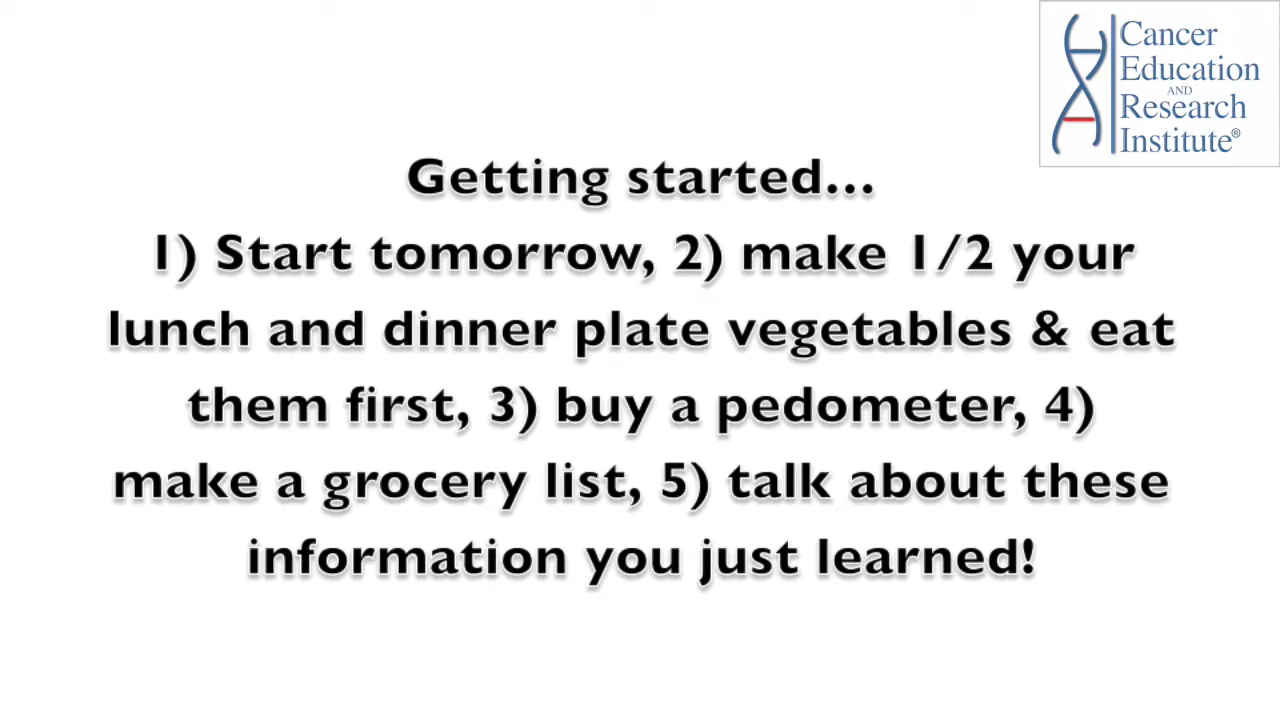 Cancer
Education
AND
Research
Institute®
Getting started...
1) Start tomorrow, 2) make 1/2 your
lunch and dinner plate vegetables & eat
them first, 3) buy a pedometer, 4)
make a grocery list, 5) talk about these
information you just learned!